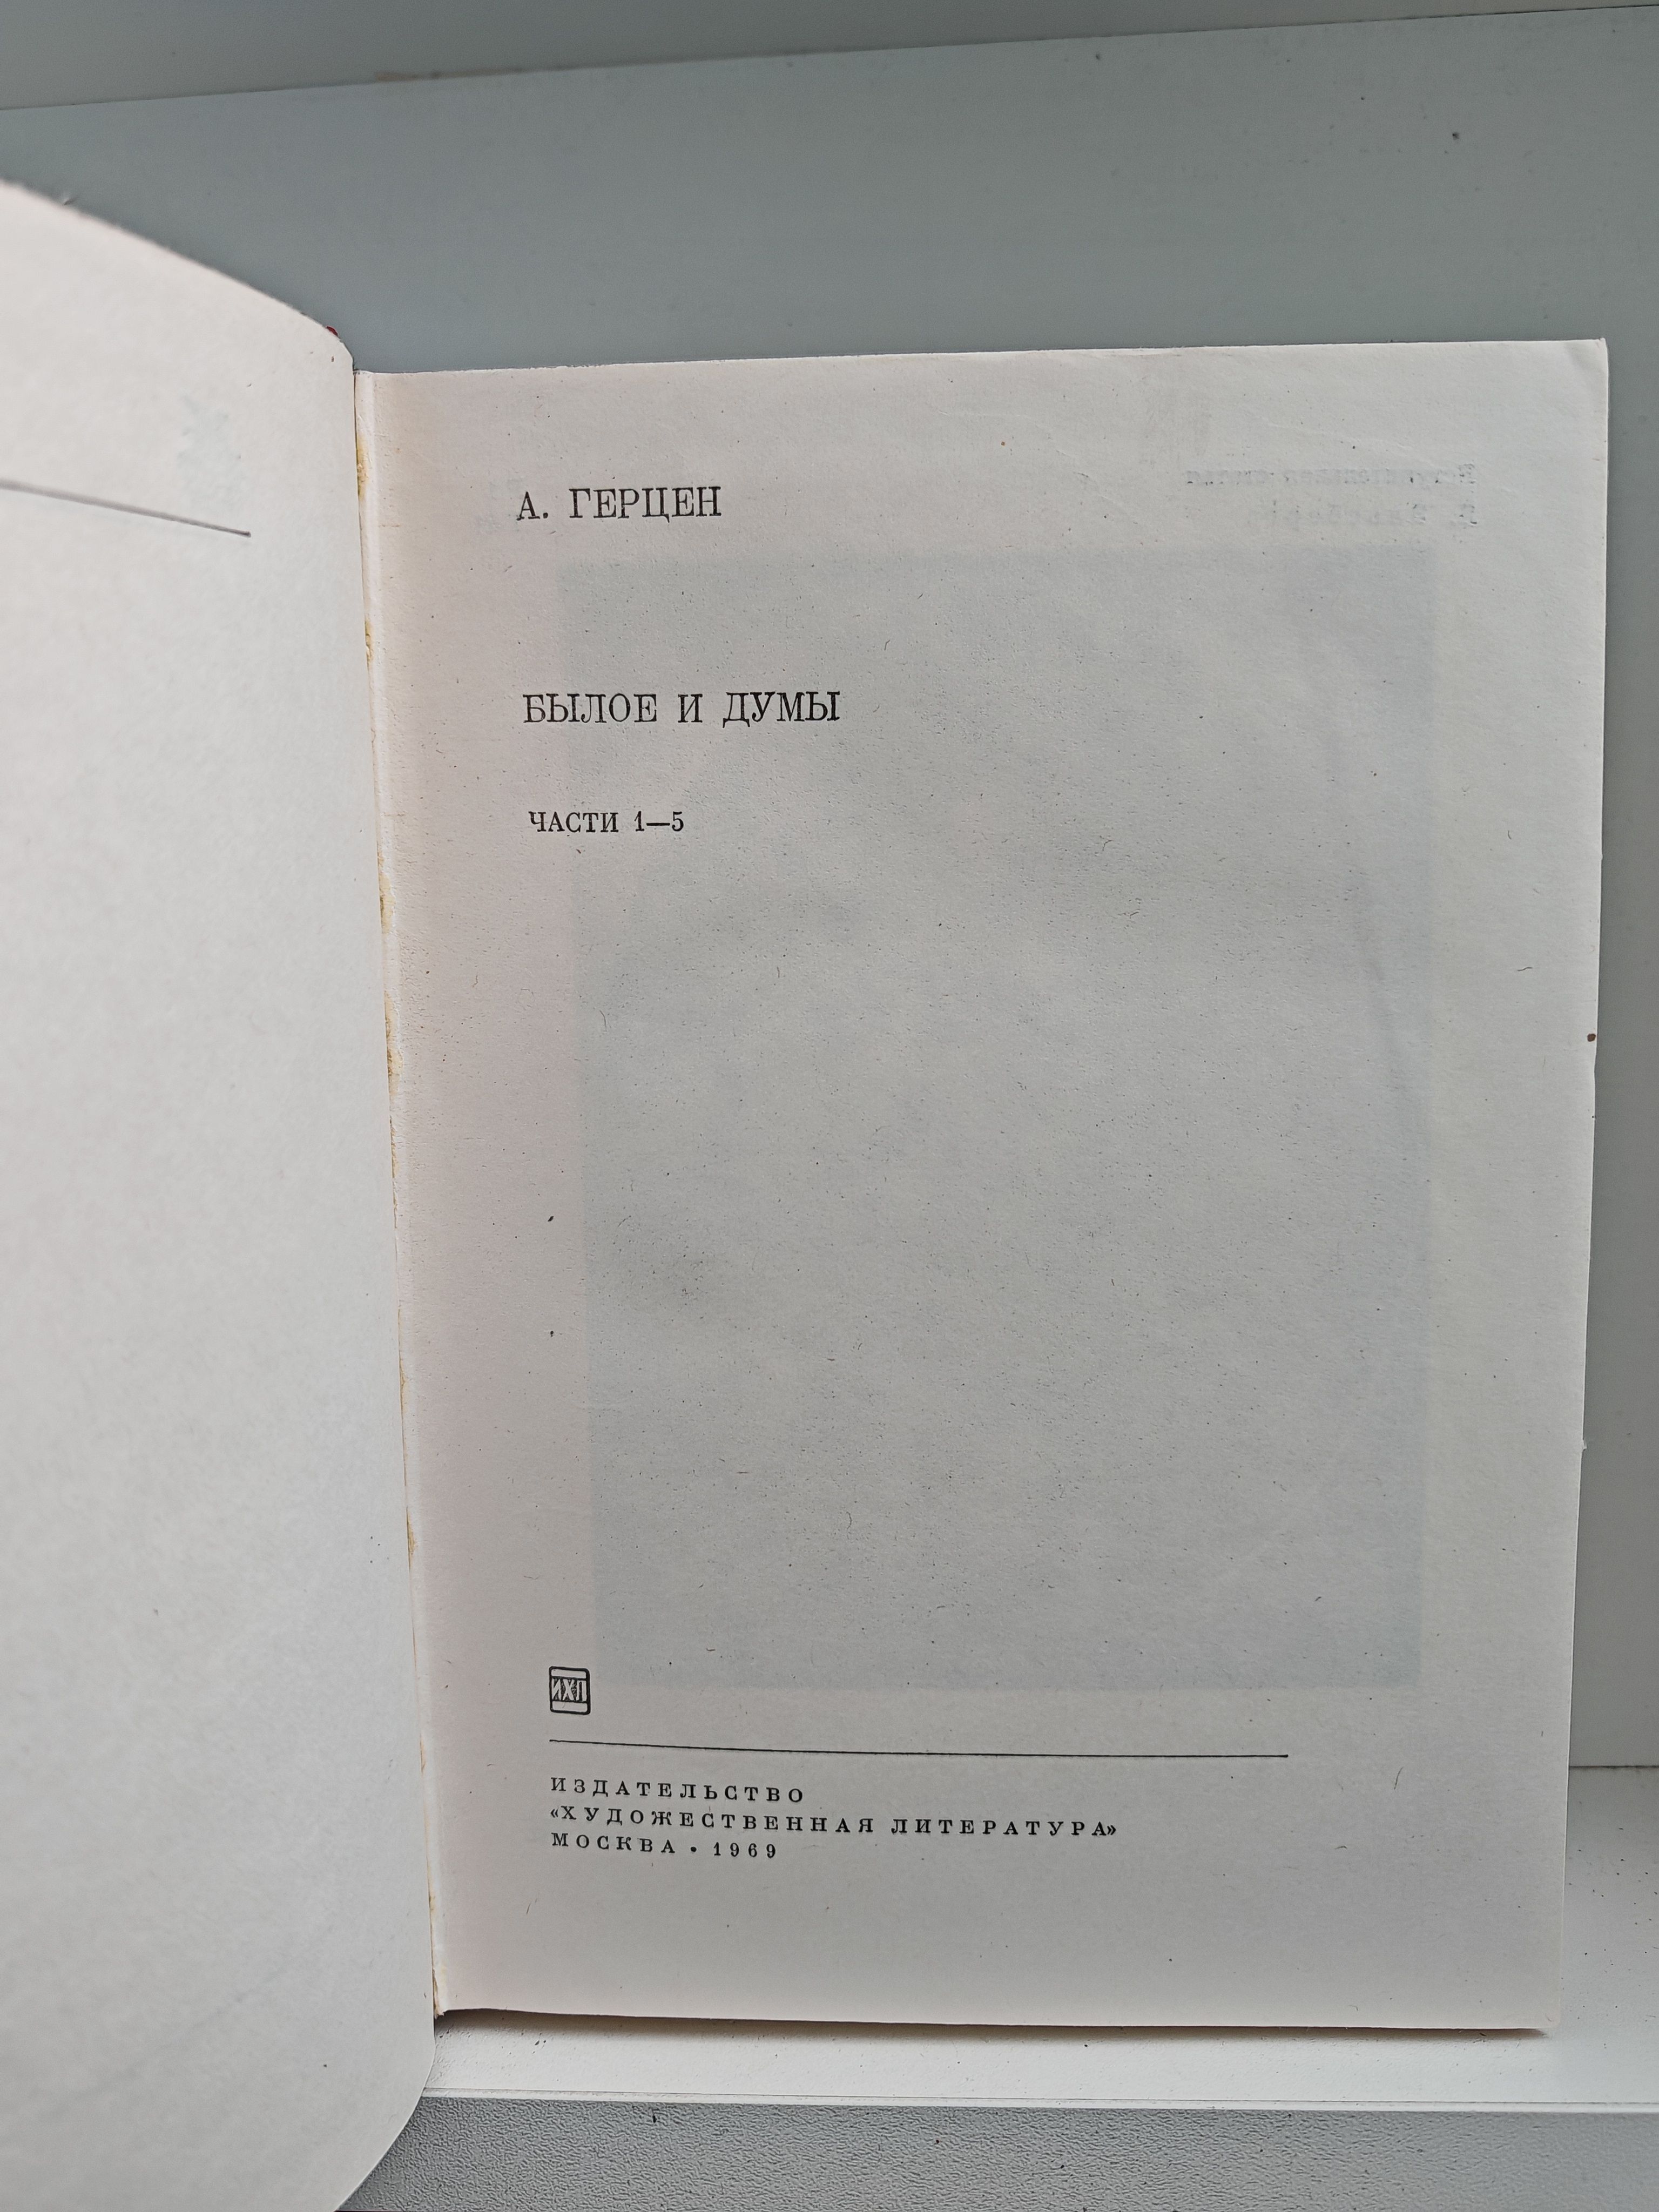 А. ГЕРЦЕН
БЫЛОЕ И ДУМЫ
ЧАСТИ 1—5
ИЗДАТЕЛЬСТВО
«ХУДОЖЕСТВЕННАЯ ЛИТЕРАТУРА»
МОСКВА • 1969